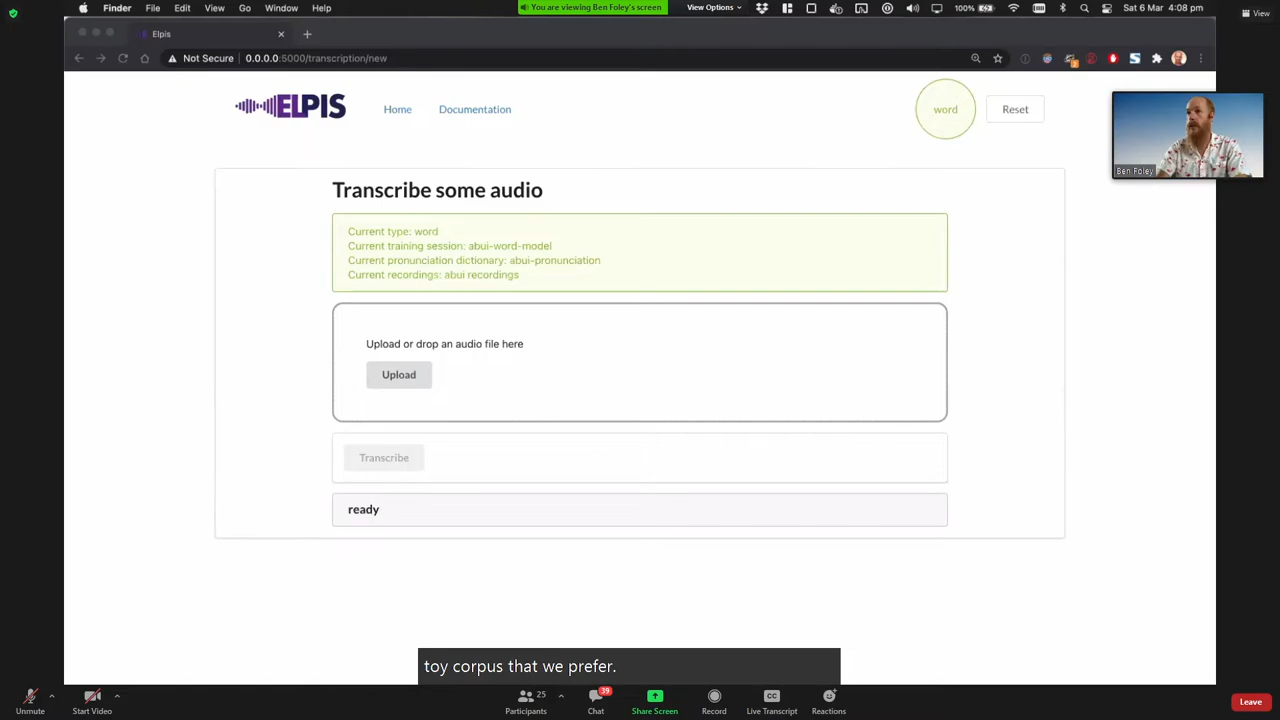 Finder File Edit View Go Window Help
You are viewing Ben Foley's screen
View Options
100%
Sat 6 Mar 4:08 pm
View
Elpis
Not Secure 0.0.0.0:5000/transcription/new
2
ELPIS
Home
Documentation
word
Reset
Ben Foley
Transcribe some audio
Current type: word
Current training session: abui-word-model
Current pronunciation dictionary: abui-pronunciation
Current recordings: abui recordings
Upload or drop an audio file here
Upload
Transcribe
ready
toy corpus that we prefer.
25
39
CC
Unmute
Start Video
Participants
Chat
Share Screen
Record
Live Transcript
Reactions
Leave